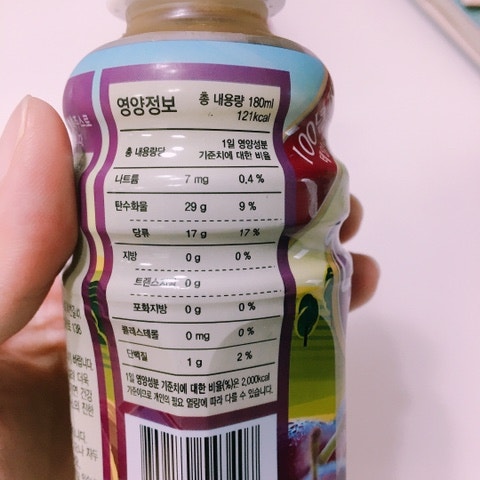 영양정보 총 내용량 180ml
121kcal
총 내용량당 1일 영양성분
기준치에 대한 비율
나트륨 7 mg 0.4 %
탄수화물 29 g 9 %
당류 17 g 17 %
지방 0 g 0 %
트랜스지방 0 g
포화지방 0 g 0 %
콜레스테롤 0 mg 0 %
단백질 1 g 2 %
1일 영양성분 기준치에 대한 비율(%)은 2,000kcal
기준이므로 개인의 필요 열량에 따라 다를 수 있습니다.
100%